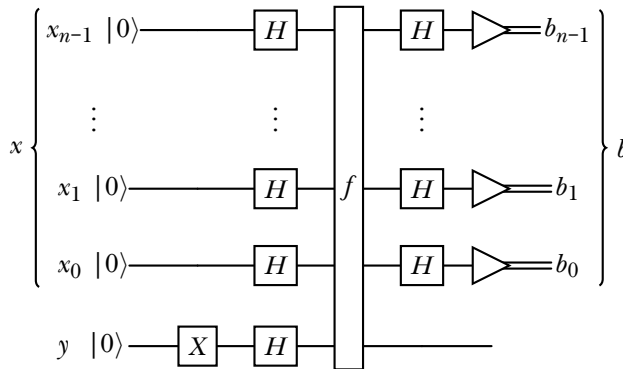 x_{n−1} |0⟩ H H b_{n−1}
⋮ ⋮ ⋮
x b
x_1 |0⟩ H f H b_1
x_0 |0⟩ H H b_0
y |0⟩ X H